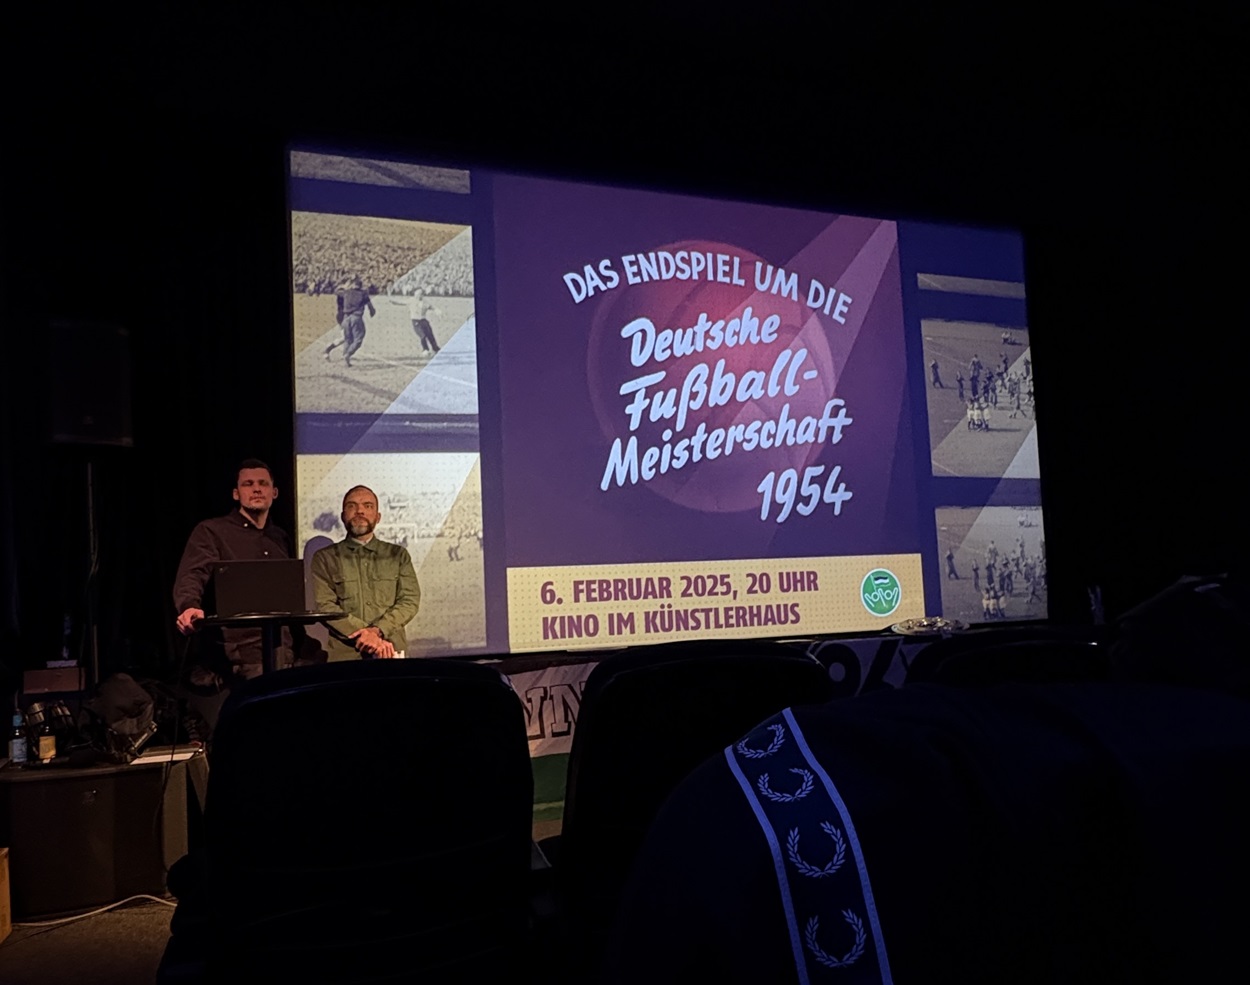 DAS ENDSPIEL UM DIE
Deutsche
Fußball-
Meisterschaft
1954
6. FEBRUAR 2025, 20 UHR
KINO IM KÜNSTLERHAUS